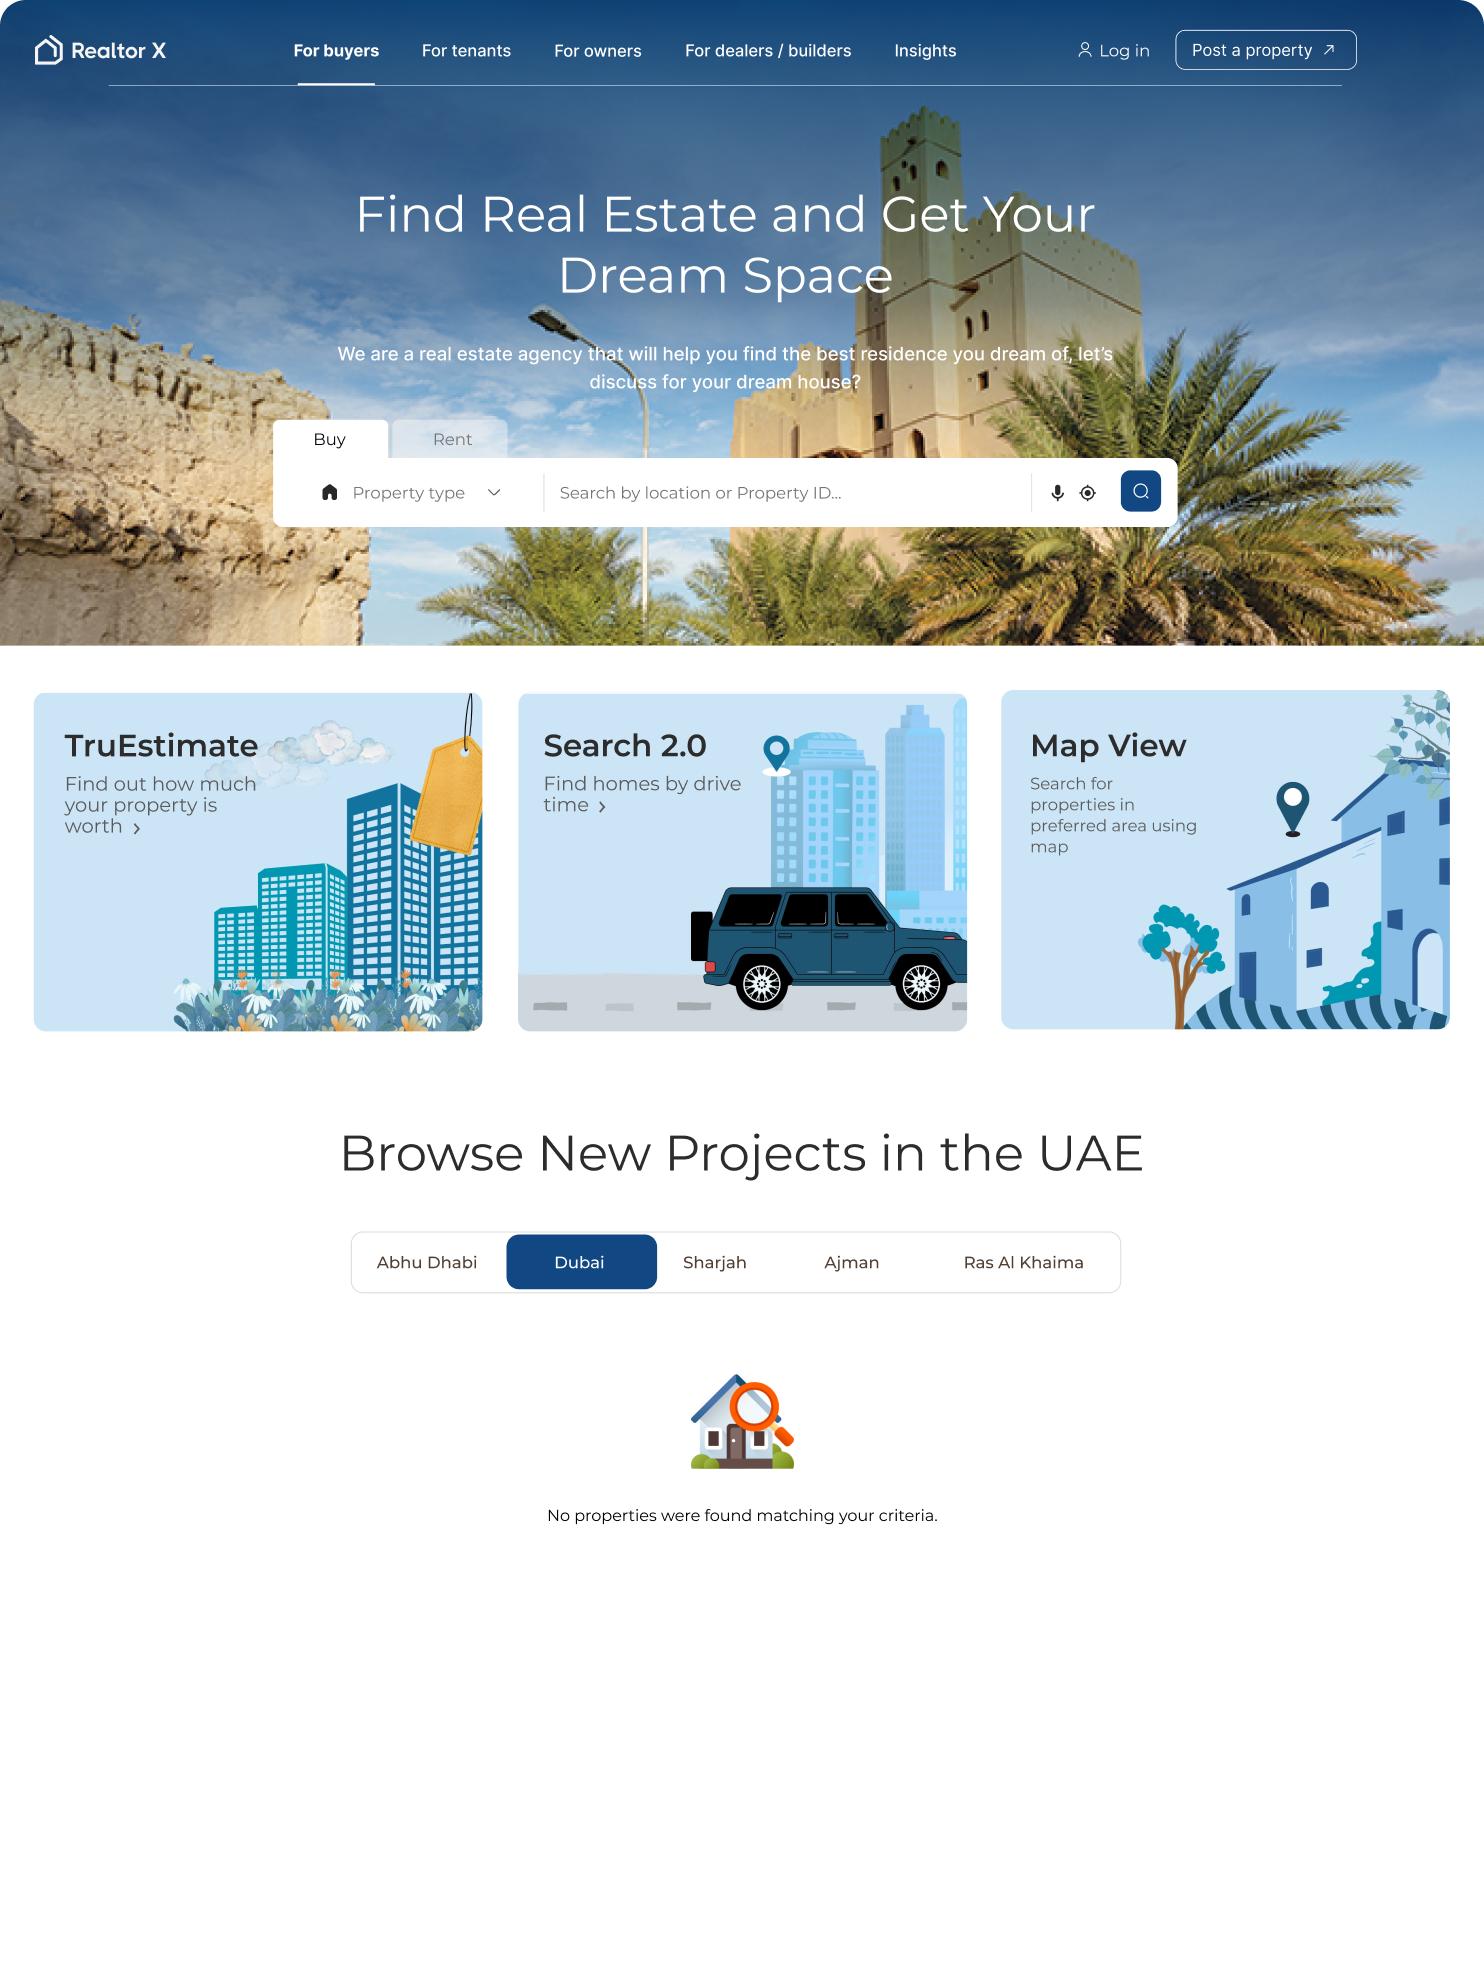 Realtor X
For buyers
For tenants
For owners
For dealers / builders
Insights
Log in
Post a property
Find Real Estate and Get Your
Dream Space
We are a real estate agency that will help you find the best residence you dream of, let's
discuss for your dream house?
Buy
Rent
Property type
Search by location or Property ID...
TruEstimate
Find out how much
your property is
worth
Search 2.0
Find homes by drive
time
Map View
Search for
properties in
preferred area using
map
Browse New Projects in the UAE
Abhu Dhabi
Dubai
Sharjah
Ajman
Ras Al Khaima
No properties were found matching your criteria.